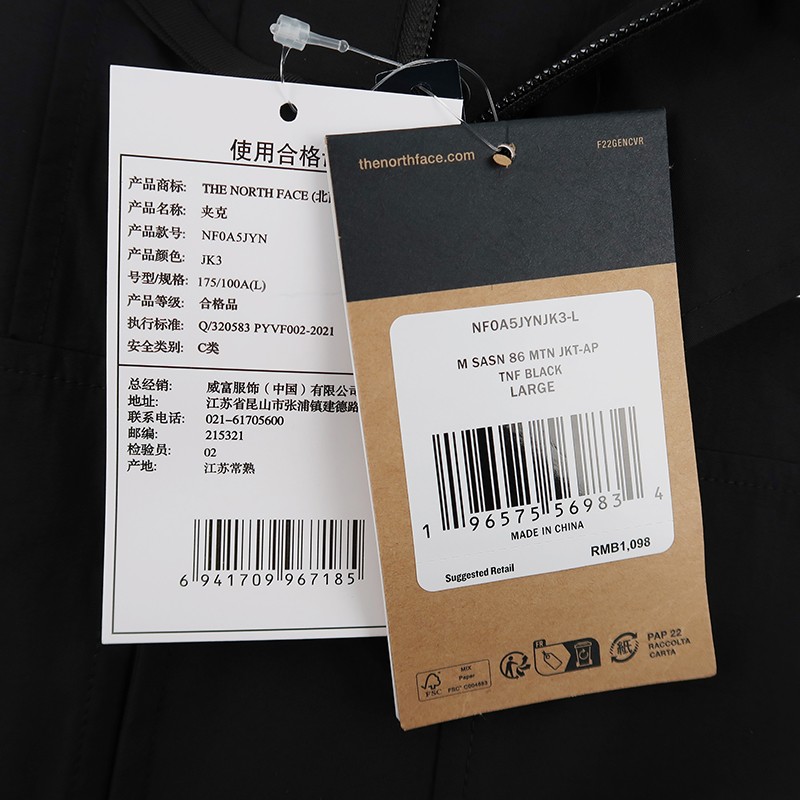 使用合格
产品商标: THE NORTH FACE (北
产品名称: 夹克
产品款号: NF0A5JYN
产品颜色: JK3
号型/规格: 175/100A(L)
产品等级: 合格品
执行标准: Q/320583 PYVF002-2021
安全类别: C类
总经销: 威富服饰（中国）有限公司
地址: 江苏省昆山市张浦镇建德路
联系电话: 021-61705600
邮编: 215321
检验员: 02
产地: 江苏常熟
6 941709 967185
thenorthface.com
F22GENCVR
NF0A5JYNJK3-L
M SASN 86 MTN JKT-AP
TNF BLACK
LARGE
1 96575 56983 4
MADE IN CHINA
RMB1,098
Suggested Retail
FSC
MIX
Paper
FSC® C004583
FR
紙
PAP 22
RACCOLTA
CARTA